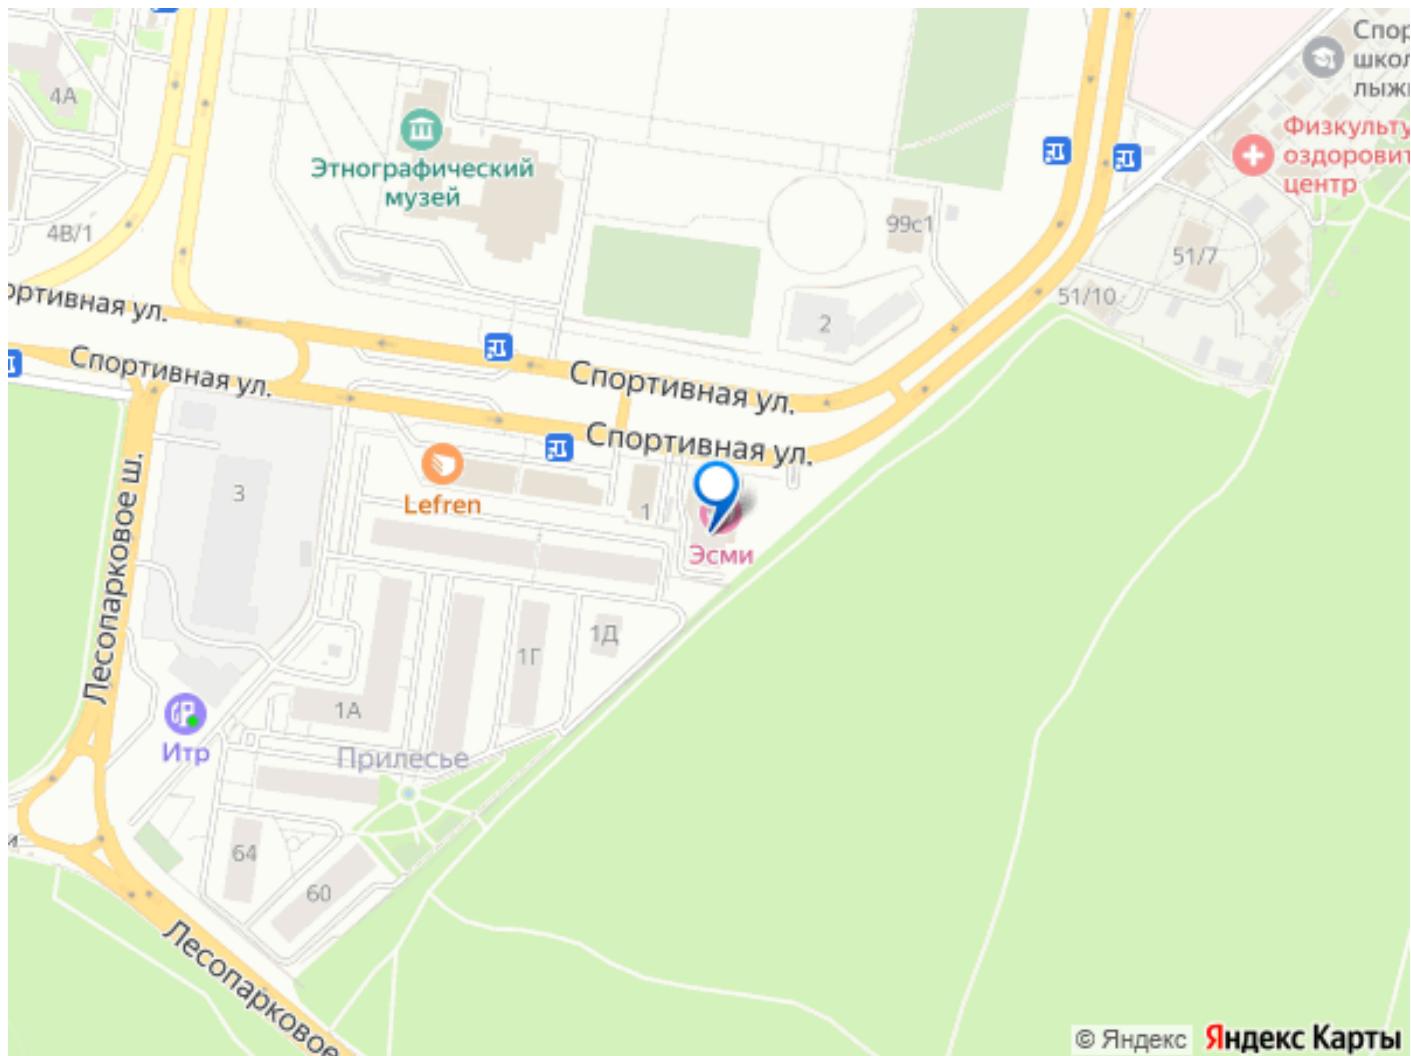 Спор
школ
лыж
4А
Физкульту
оздоровит
центр
Этнографический
музей
99с1
4В/1
51/7
51/10
ортивная ул.
2
Спортивная ул.
Спортивная ул.
Спортивная ул.
3
Lefren
1
Эсми
Лесопарковое ш.
1Д
1Г
1А
Итр
Прилесье
и
64
60
Лесопарковое
© Яндекс
Яндекс Карты